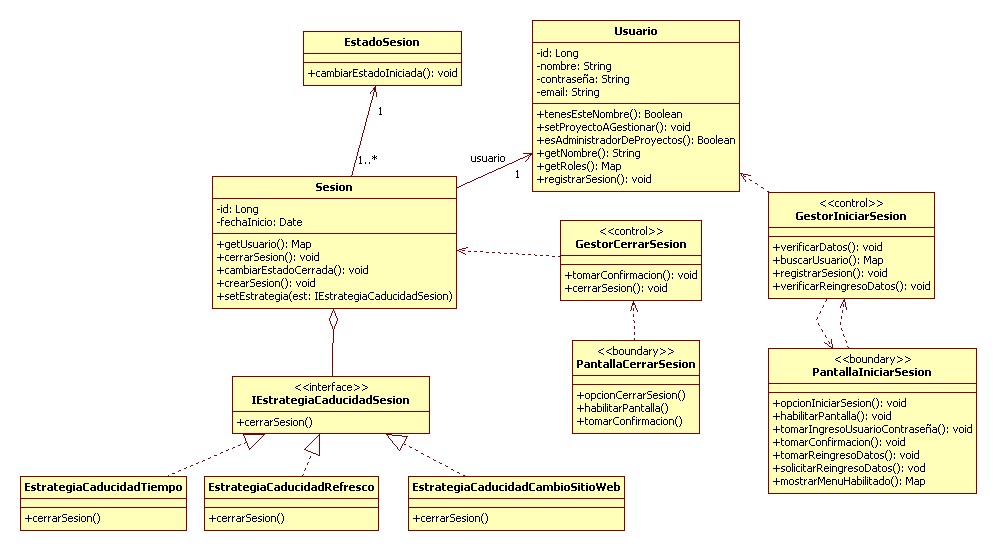 EstadoSesion
+cambiarEstadoIniciada(): void
Usuario
-id: Long
-nombre: String
-contraseña: String
-email: String
+tenesEsteNombre(): Boolean
+setProyectoAGestionar(): void
+esAdministradorDeProyectos(): Boolean
+getNombre(): String
+getRoles(): Map
+registrarSesion(): void
1
1..*
usuario
1
Sesion
-id: Long
-fechaInicio: Date
+getUsuario(): Map
+cerrarSesion(): void
+cambiarEstadoCerrada(): void
+crearSesion(): void
+setEstrategia(est: IEstrategiaCaducidadSesion)
<<control>>
GestorCerrarSesion
+tomarConfirmacion(): void
+cerrarSesion(): void
<<control>>
GestorIniciarSesion
+verificarDatos(): void
+buscarUsuario(): Map
+registrarSesion(): void
+verificarReingresoDatos(): void
<<boundary>>
PantallaCerrarSesion
+opcionCerrarSesion()
+habilitarPantalla()
+tomarConfirmacion()
<<boundary>>
PantallaIniciarSesion
+opcionIniciarSesion(): void
+habilitarPantalla(): void
+tomarIngresoUsuarioContraseña(): void
+tomarConfirmacion(): void
+tomarReingresoDatos(): void
+solicitarReingresoDatos(): vod
+mostrarMenuHabilitado(): Map
<<interface>>
IEstrategiaCaducidadSesion
+cerrarSesion()
EstrategiaCaducidadTiempo
+cerrarSesion()
EstrategiaCaducidadRefresco
+cerrarSesion()
EstrategiaCaducidadCambioSitioWeb
+cerrarSesion()